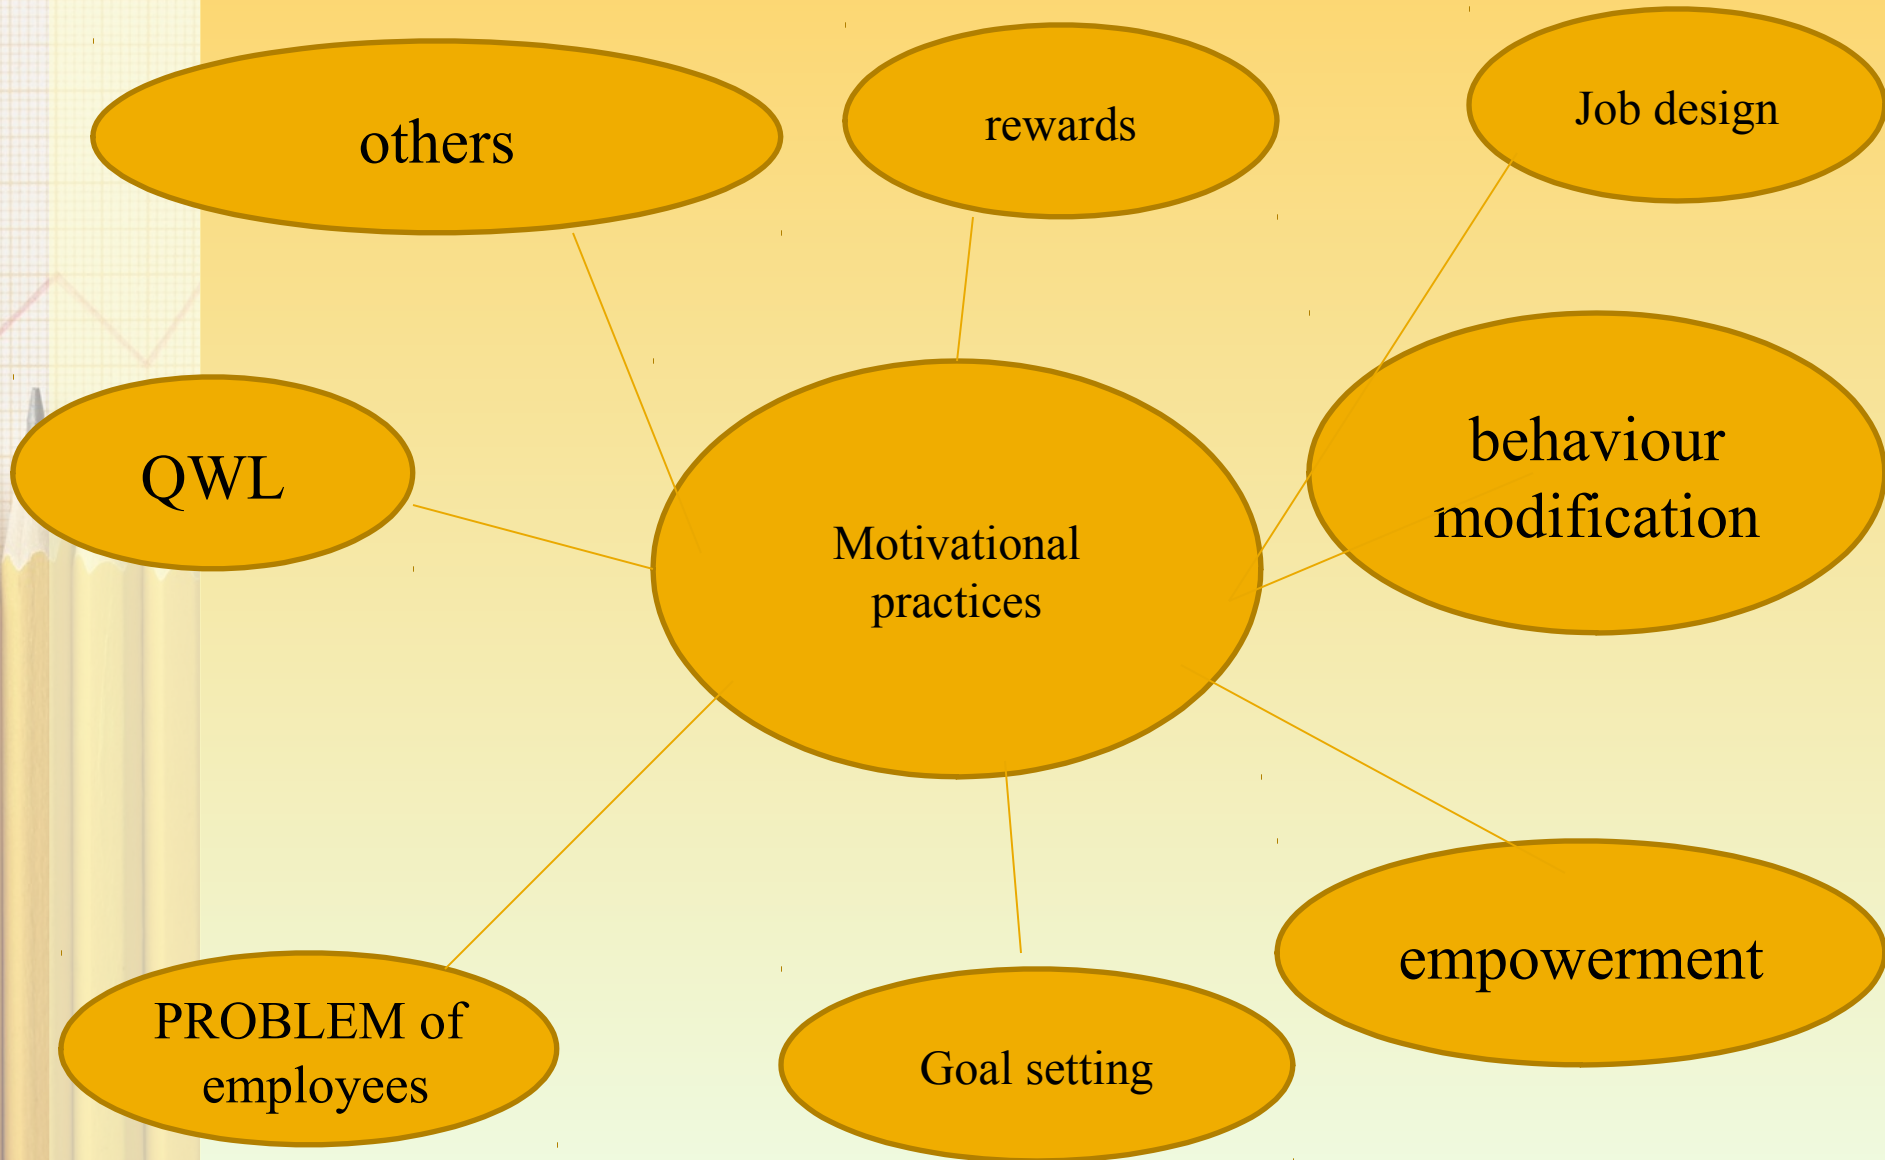 others
rewards
Job design
QWL
Motivational
practices
behaviour
modification
PROBLEM of
employees
Goal setting
empowerment